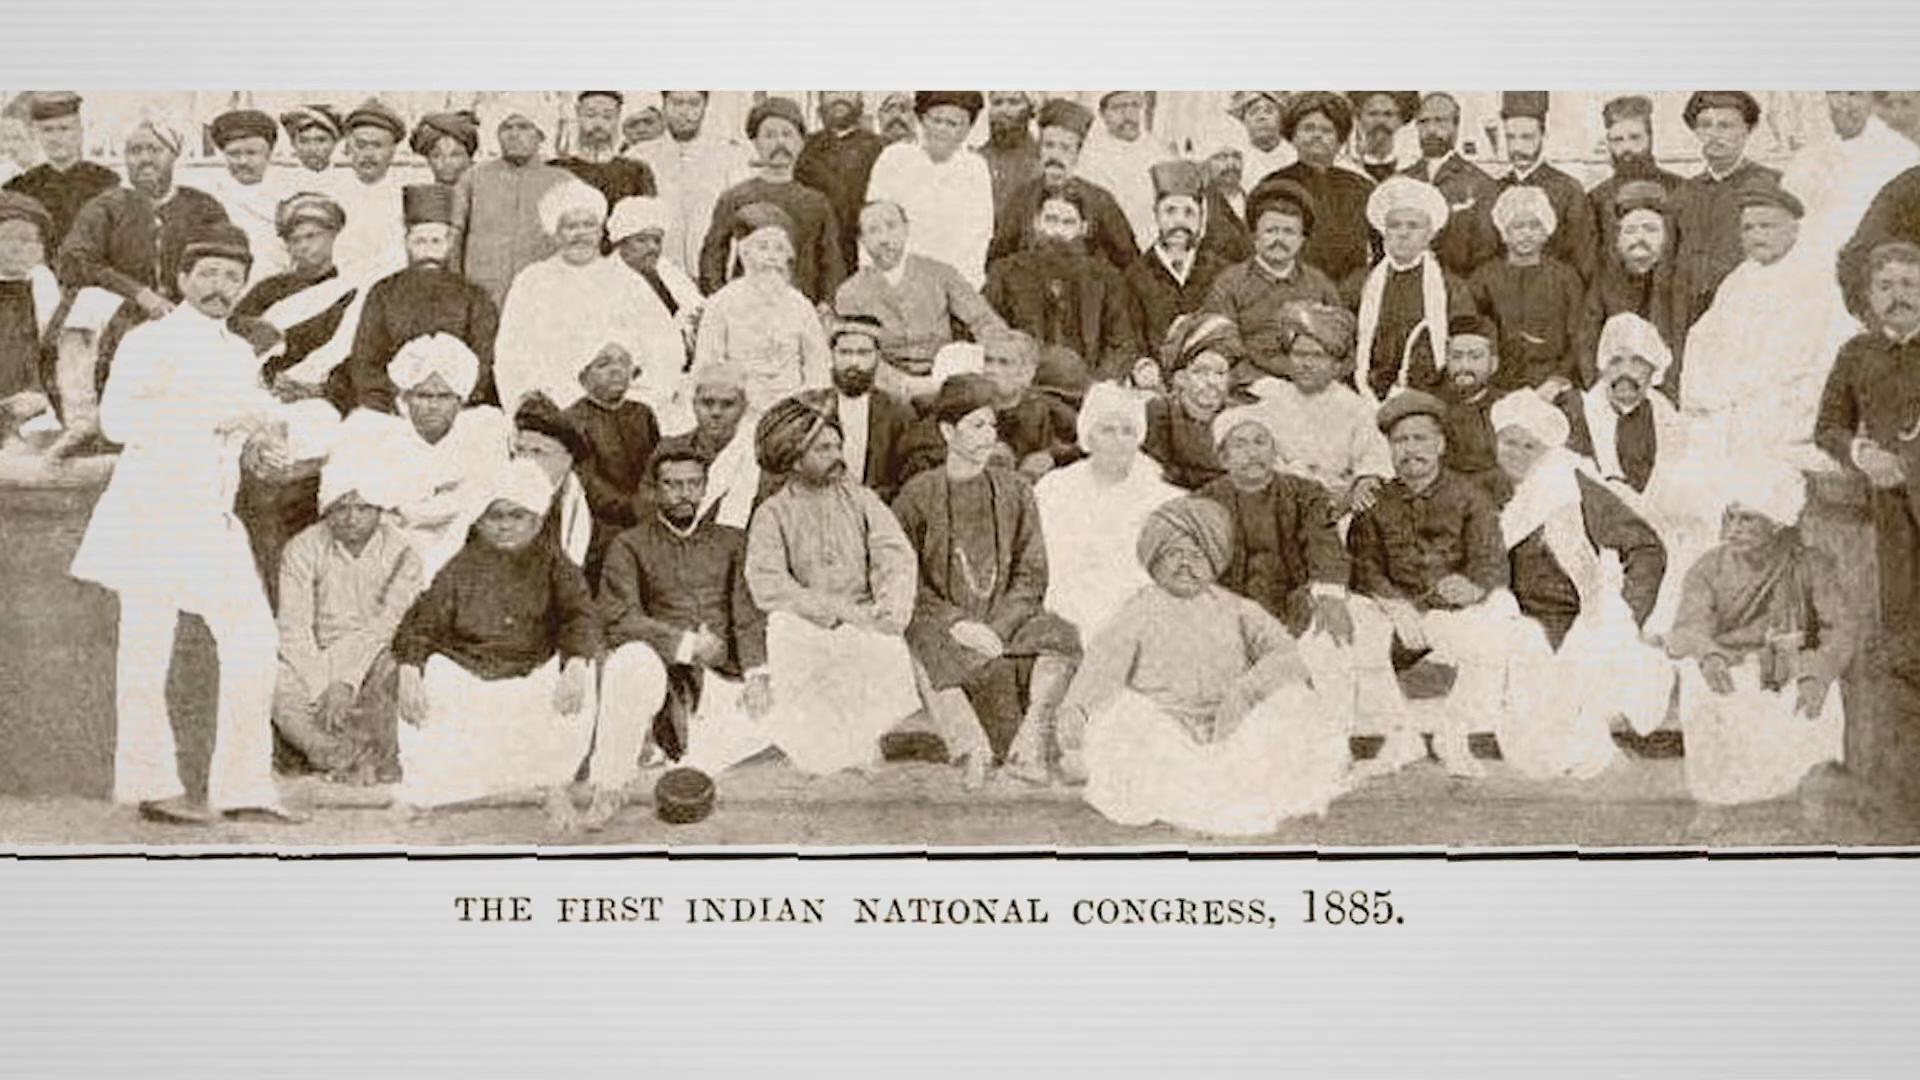 THE FIRST INDIAN NATIONAL CONGRESS, 1885.